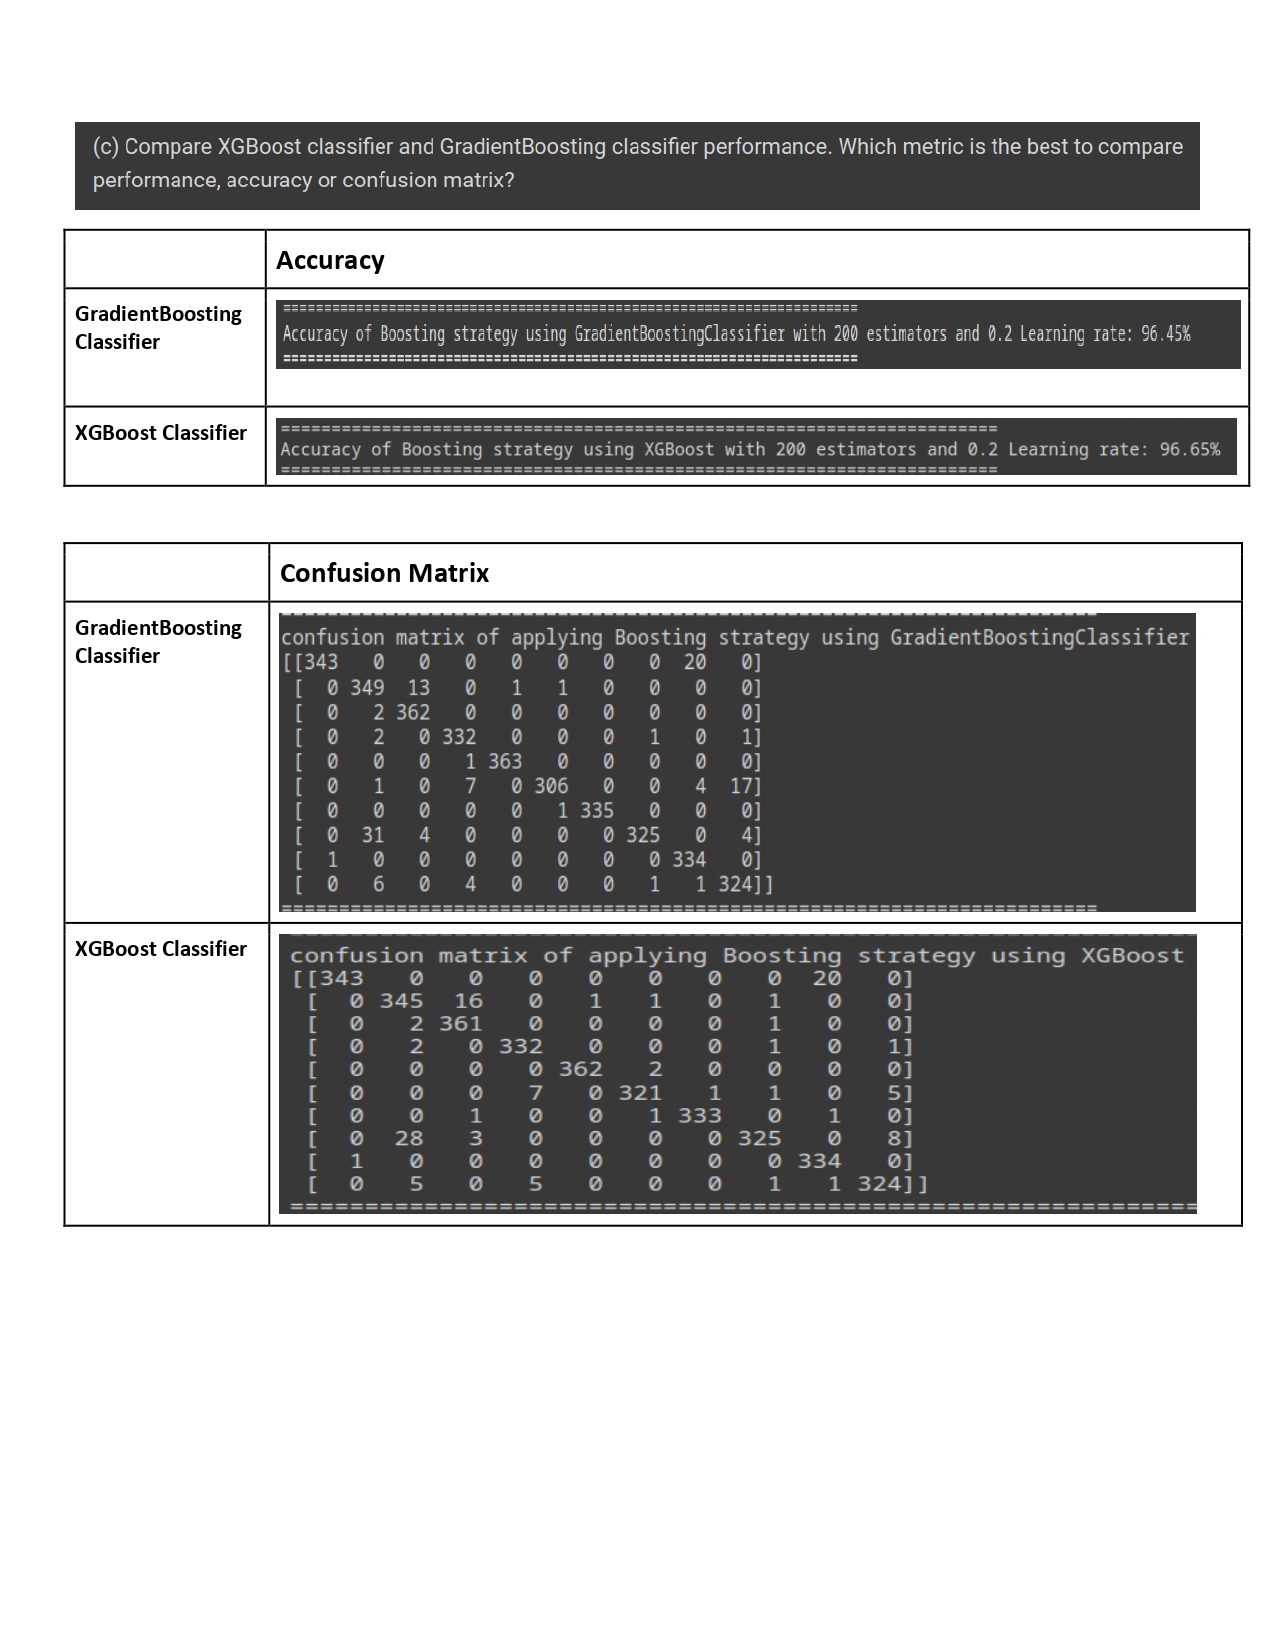 (c) Compare XGBoost classifier and GradientBoosting classifier performance. Which metric is the best to compare
performance, accuracy or confusion matrix?
Accuracy
GradientBoosting
Classifier
=======================================================================
Accuracy of Boosting strategy using GradientBoostingClassifier with 200 estimators and 0.2 Learning rate: 96.45%
=======================================================================
XGBoost Classifier
=======================================================================
Accuracy of Boosting strategy using XGBoost with 200 estimators and 0.2 Learning rate: 96.65%
=======================================================================
Confusion Matrix
GradientBoosting
Classifier
confusion matrix of applying Boosting strategy using GradientBoostingClassifier
[[343 0 0 0 0 0 0 0 20 0]
[ 0 349 13 0 1 1 0 0 0 0]
[ 0 2 362 0 0 0 0 0 0 0]
[ 0 2 0 332 0 0 0 1 0 1]
[ 0 0 0 1 363 0 0 0 0 0]
[ 0 1 0 7 0 306 0 0 4 17]
[ 0 0 0 0 0 1 335 0 0 0]
[ 0 31 4 0 0 0 0 325 0 4]
[ 1 0 0 0 0 0 0 0 334 0]
[ 0 6 0 4 0 0 0 1 1 324]]
=======================================================================
XGBoost Classifier
confusion matrix of applying Boosting strategy using XGBoost
[[343 0 0 0 0 0 0 0 20 0]
[ 0 345 16 0 1 1 0 1 0 0]
[ 0 2 361 0 0 0 0 1 0 0]
[ 0 2 0 332 0 0 0 1 0 1]
[ 0 0 0 0 362 2 0 0 0 0]
[ 0 0 0 7 0 321 1 1 0 5]
[ 0 0 1 0 0 1 333 0 1 0]
[ 0 28 3 0 0 0 0 325 0 8]
[ 1 0 0 0 0 0 0 0 334 0]
[ 0 5 0 5 0 0 0 1 1 324]]
=============================================================